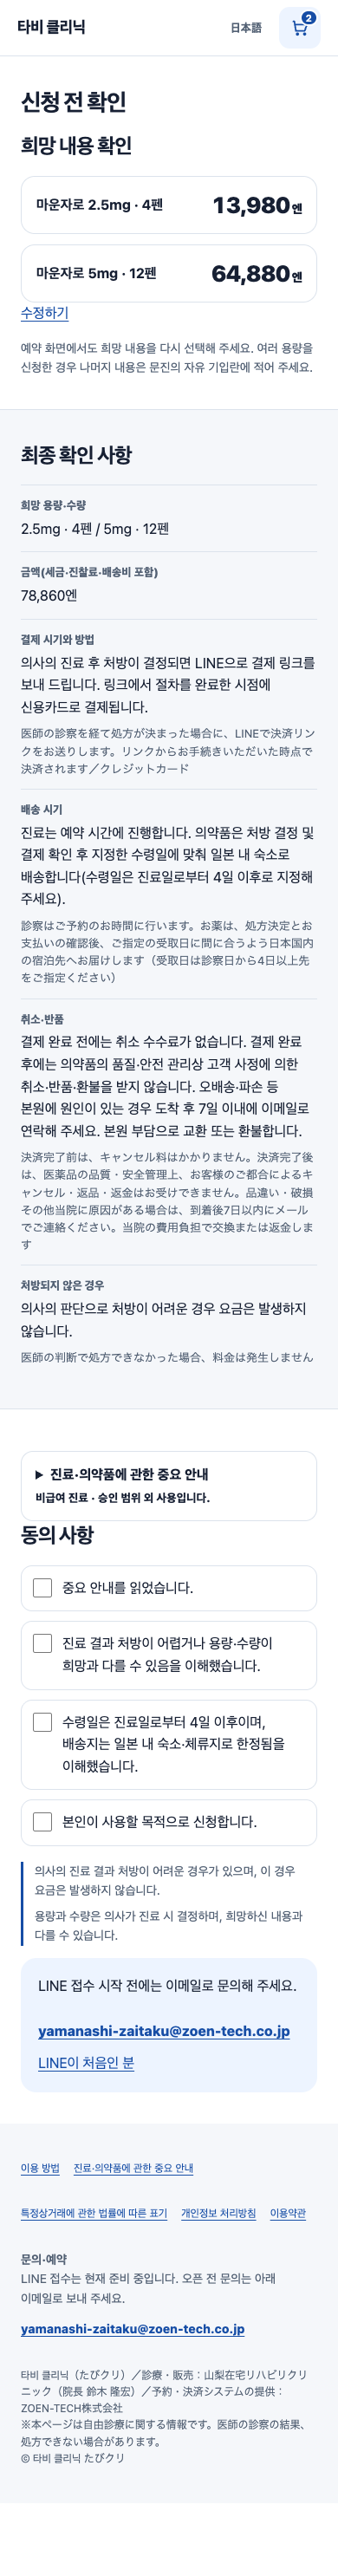 타비 클리닉
日本語
2
신청 전 확인
희망 내용 확인
마운자로 2.5mg · 4펜 13,980엔
마운자로 5mg · 12펜 64,880엔
수정하기
예약 화면에서도 희망 내용을 다시 선택해 주세요. 여러 용량을
신청한 경우 나머지 내용은 문진의 자유 기입란에 적어 주세요.
최종 확인 사항
희망 용량·수량
2.5mg · 4펜 / 5mg · 12펜
금액(세금·진찰료·배송비 포함)
78,860엔
결제 시기와 방법
의사의 진료 후 처방이 결정되면 LINE으로 결제 링크를
보내 드립니다. 링크에서 절차를 완료한 시점에
신용카드로 결제됩니다.
医師の診察を経て処方が決まった場合に、LINEで決済リン
クをお送りします。リンクからお手続きいただいた時点で
決済されます／クレジットカード
배송 시기
진료는 예약 시간에 진행합니다. 의약품은 처방 결정 및
결제 확인 후 지정한 수령일에 맞춰 일본 내 숙소로
배송합니다(수령일은 진료일로부터 4일 이후로 지정해
주세요).
診察はご予約のお時間に行います。お薬は、処方決定とお
支払いの確認後、ご指定の受取日に間に合うよう日本国内
の宿泊先へお届けします（受取日は診察日から4日以上先
をご指定ください）
취소·반품
결제 완료 전에는 취소 수수료가 없습니다. 결제 완료
후에는 의약품의 품질·안전 관리상 고객 사정에 의한
취소·반품·환불을 받지 않습니다. 오배송·파손 등
본원에 원인이 있는 경우 도착 후 7일 이내에 이메일로
연락해 주세요. 본원 부담으로 교환 또는 환불합니다.
決済完了前は、キャンセル料はかかりません。決済完了後
は、医薬品の品質・安全管理上、お客様のご都合によるキ
ャンセル・返品・返金はお受けできません。品違い・破損
その他当院に原因がある場合は、到着後7日以内にメール
でご連絡ください。当院の費用負担で交換または返金しま
す
처방되지 않은 경우
의사의 판단으로 처방이 어려운 경우 요금은 발생하지
않습니다.
医師の判断で処方できなかった場合、料金は発生しません
▶ 진료·의약품에 관한 중요 안내
비급여 진료 · 승인 범위 외 사용입니다.
동의 사항
중요 안내를 읽었습니다.
진료 결과 처방이 어렵거나 용량·수량이
희망과 다를 수 있음을 이해했습니다.
수령일은 진료일로부터 4일 이후이며,
배송지는 일본 내 숙소·체류지로 한정됨을
이해했습니다.
본인이 사용할 목적으로 신청합니다.
의사의 진료 결과 처방이 어려운 경우가 있으며, 이 경우
요금은 발생하지 않습니다.
용량과 수량은 의사가 진료 시 결정하며, 희망하신 내용과
다를 수 있습니다.
LINE 접수 시작 전에는 이메일로 문의해 주세요.
yamanashi-zaitaku@zoen-tech.co.jp
LINE이 처음인 분
이용 방법 진료·의약품에 관한 중요 안내
특정상거래에 관한 법률에 따른 표기 개인정보 처리방침 이용약관
문의·예약
LINE 접수는 현재 준비 중입니다. 오픈 전 문의는 아래
이메일로 보내 주세요.
yamanashi-zaitaku@zoen-tech.co.jp
타비 클리닉（たびクリ）／診療・販売：山梨在宅リハビリクリ
ニック（院長 鈴木 隆宏）／予約・決済システムの提供：
ZOEN-TECH株式会社
※本ページは自由診療に関する情報です。医師の診察の結果、
処方できない場合があります。
© 타비 클리닉 たびクリ